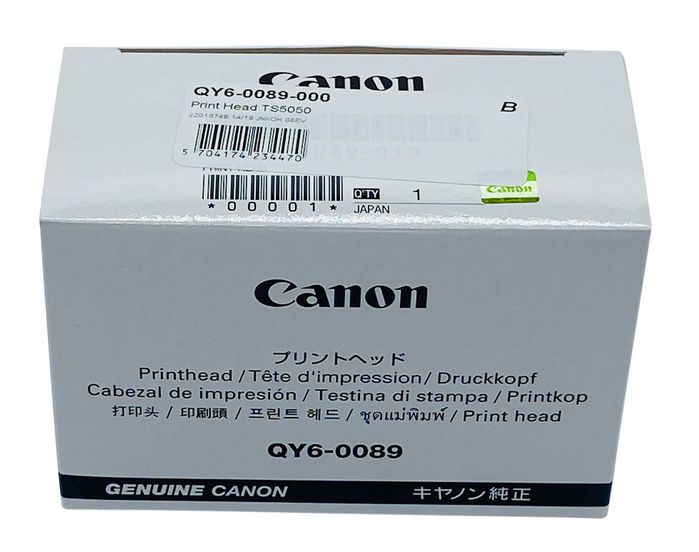 Canon
QY6-0089-000
Print Head TS5050
B
5 704174 234470
Q'TY 1
Canon
*00001* JAPAN
Canon
プリントヘッド
Printhead / Tête d'impression / Druckkopf
Cabezal de impresión / Testina di stampa / Printkop
打印头 / 印刷頭 / 프린트 헤드 / ชุดแม่พิมพ์ / Print head
QY6-0089
GENUINE CANON キヤノン純正